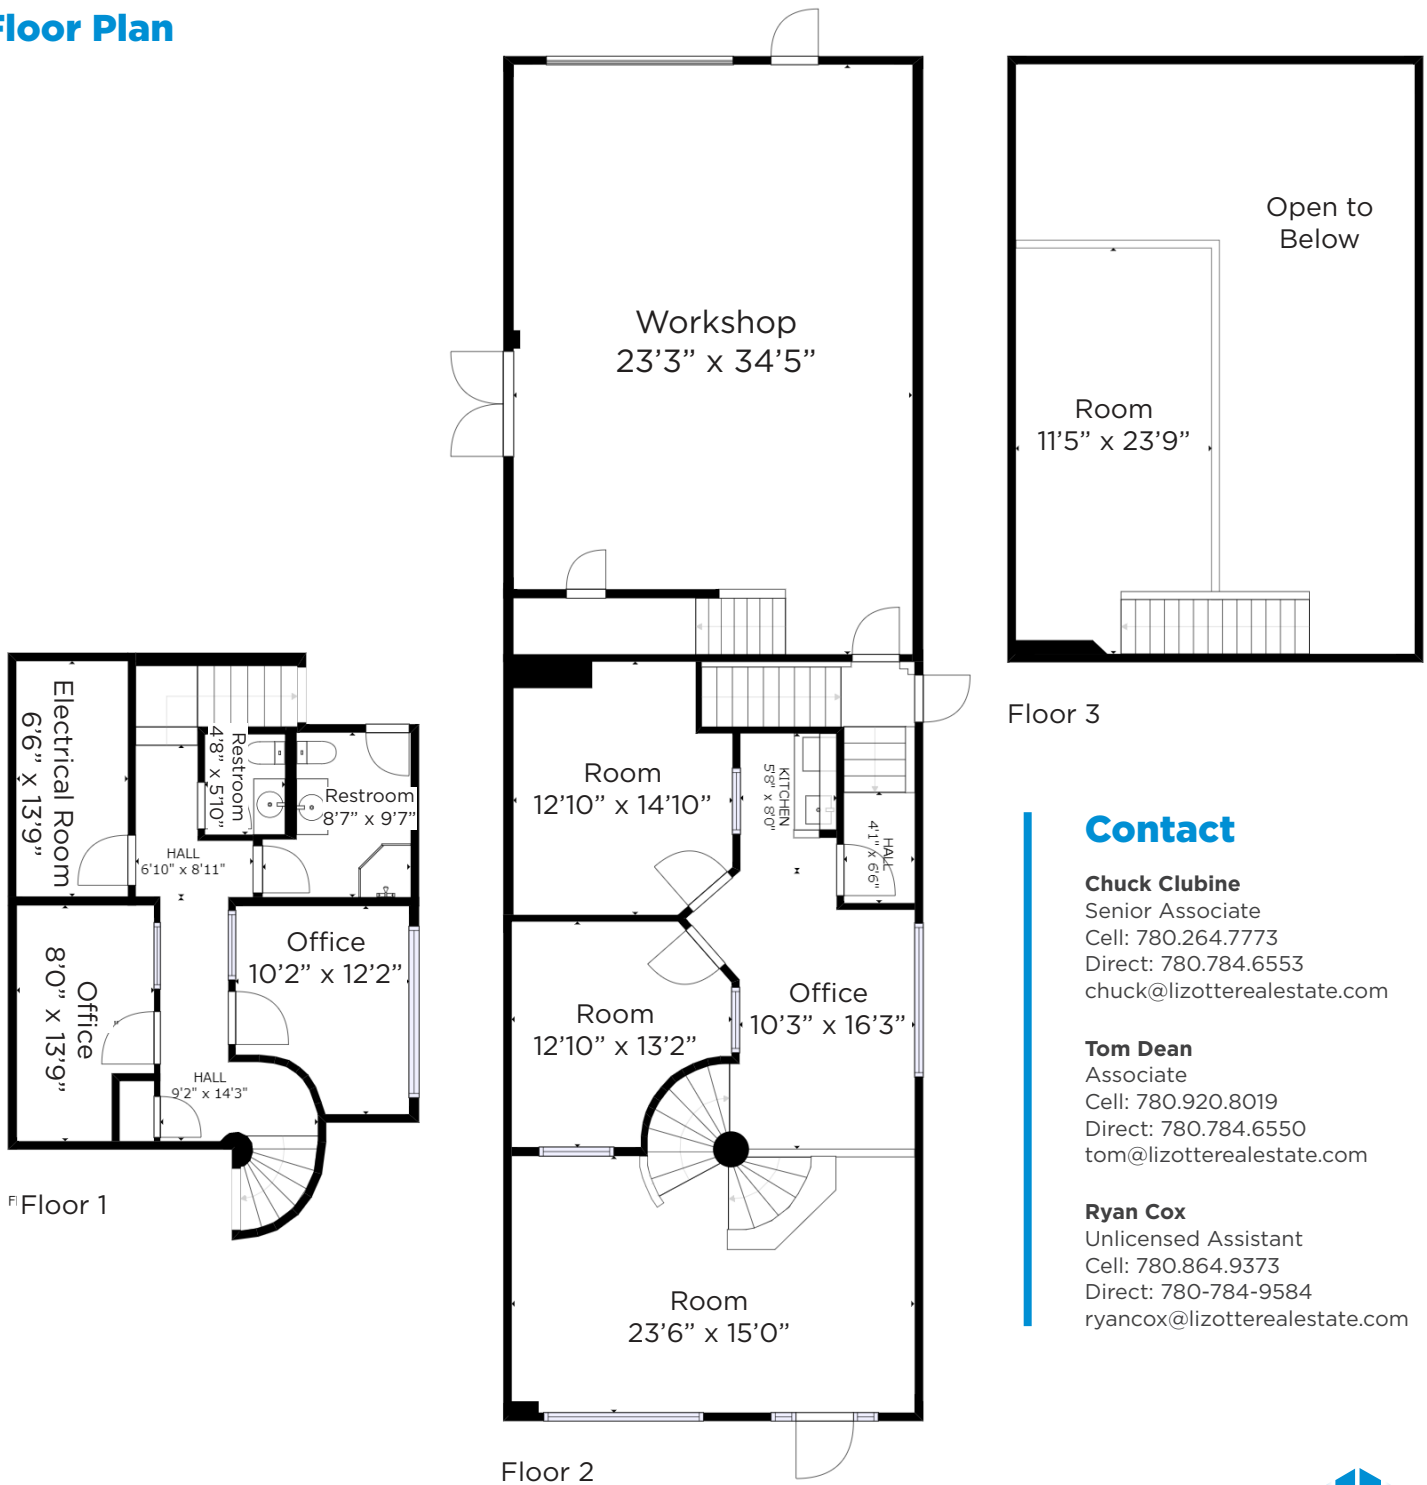 Floor Plan
Workshop
23’3” x 34’5”
Open to
Below
Room
11’5” x 23’9”
Floor 3
Electrical Room
6’6” x 13’9”
Restroom
4’8” x 5’10”
Restroom
8’7” x 9’7”
HALL
6'10" x 8'11"
Office
8’0” x 13’9”
Office
10’2” x 12’2”
HALL
9'2" x 14'3"
Floor 1
Room
12’10” x 14’10”
KITCHEN
5'8" x 8'0"
HALL
4'1" x 6'6"
Room
12’10” x 13’2”
Office
10’3” x 16’3”
Room
23’6” x 15’0”
Floor 2
Contact
Chuck Clubine
Senior Associate
Cell: 780.264.7773
Direct: 780.784.6553
chuck@lizotterealestate.com
Tom Dean
Associate
Cell: 780.920.8019
Direct: 780.784.6550
tom@lizotterealestate.com
Ryan Cox
Unlicensed Assistant
Cell: 780.864.9373
Direct: 780-784-9584
ryancox@lizotterealestate.com